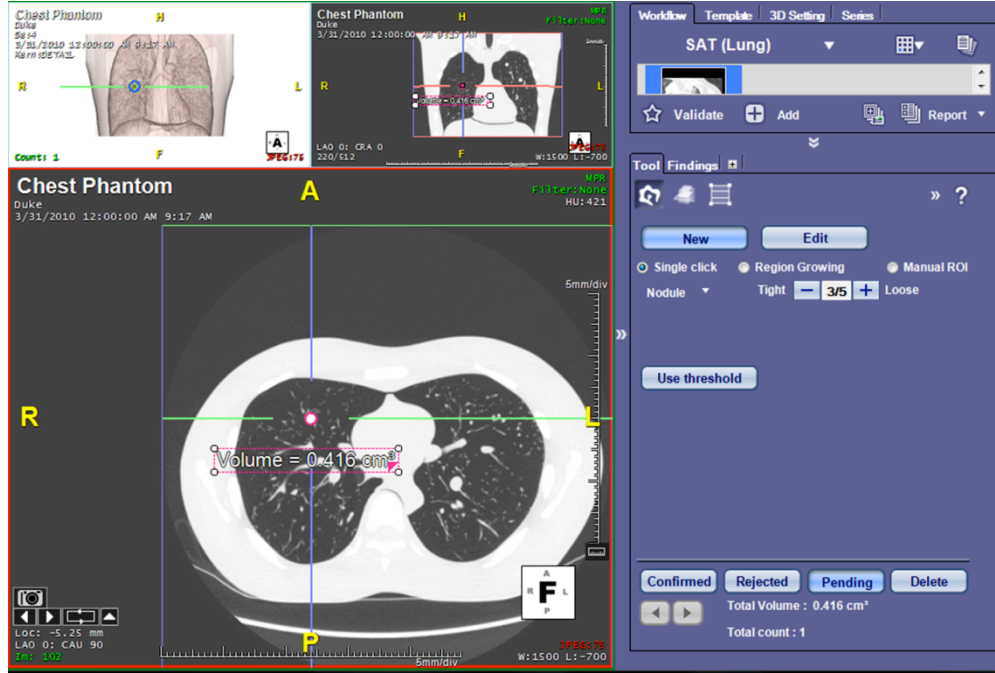 Chest Phantom
Duke
Se:4
3/31/2010 12:00:00 AM 9:17 AM
Kern:DETAIL
H
R
L
F
A
Count: 1
JPEG:75
Chest Phantom
Duke
3/31/2010 12:00:00 AM 9:17 AM
H
MPR
Filter:None
R
L
Volume = 0.416 cm³
LAO 0: CRA 0
220/512
F
A
JPEG:75
W:1500 L:-700
Chest Phantom
Duke
3/31/2010 12:00:00 AM 9:17 AM
A
MPR
Filter:None
HU:421
5mm/div
R
L
Volume = 0.416 cm³
A
R F L
P
Loc: -5.25 mm
LAO 0: CAU 90
Im: 102
P
5mm/div
JPEG:75
W:1500 L:-700
Workflow Template 3D Setting Series
SAT (Lung)
Validate Add Report
Tool Findings
» ?
New Edit
Single click Region Growing Manual ROI
Nodule Tight 3/5 Loose
»
Use threshold
Confirmed Rejected Pending Delete
Total Volume : 0.416 cm³
Total count : 1